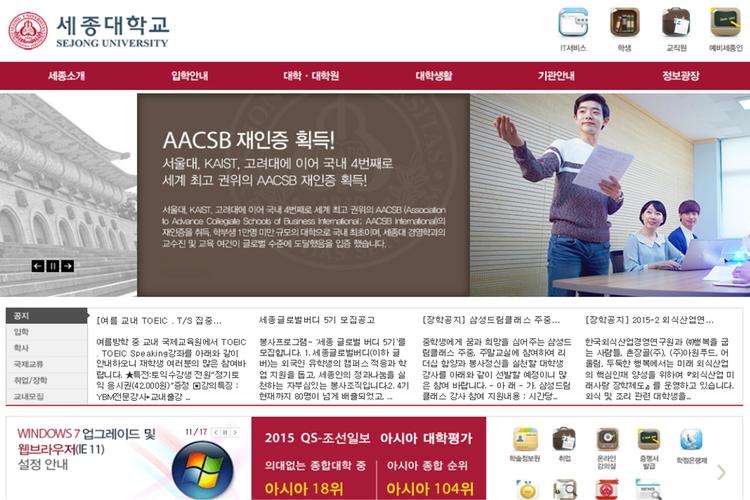 세종대학교
SEJONG UNIVERSITY
IT서비스 학생 교직원 예비세종인
세종소개 입학안내 대학·대학원 대학생활 기관안내 정보광장
AACSB 재인증 획득!
서울대, KAIST, 고려대에 이어 국내 4번째로
세계 최고 권위의 AACSB 재인증 획득!
서울대, KAIST, 고려대에 이어 국내 4번째로 세계 최고 권위의 AACSB (Association
to Advance Collegiate Schools of Business International; AACSB International)의
재인증을 취득, 학부생 1만명 미만 규모의 대학으로 국내 최초이며, 세종대 경영학과의
교수진 및 교육 여건이 글로벌 수준에 도달했음을 입증 했습니다.
공지
입학
학사
국제교류
취업/장학
교내모집
[여름 교내 TOEIC . T/S 집중...
여름방학 중 교내 국제교육원에서 TOEIC
. TOEIC Speaking강좌를 아래와 같이
안내하오니 재학생 여러분의 많은 참여바
랍니다. ★특전:토익수강생 전원"정기토
익 응시권(42,000원)"증정 ▣강의특정 :
YBM전문강사+교내출강 ...
세종글로벌버디 5기 모집공고
봉사프로그램- '세종 글로벌 버디 5기'를
모집합니다. 1. 세종글로벌버디(이하 글
버)는 외국인 유학생의 캠퍼스 적응과 학
업 지원을 돕고, 세종인의 정과나눔을 실
천하는 자부심있는 봉사조직입니다.2. 4기
현재까지 80명이 넘게 배출되었고, ...
[장학공지] 삼성드림클래스 주중...
중학생에게 꿈과 희망을 심어주는 삼성드
림클래스 주중, 주말교실에 참여하여 리
더십 함양과 봉사정신을 실천할 대학생
강사를 아래와 같이 선발할 예정이니 많
은 참여 바랍니다. - 아 래 - 가. 삼성드림
클래스 강사 참여 지원내용 : 시간당...
[장학공지] 2015-2 외식산업연...
한국외식산업경영연구원과 (㈜행복을 굽
는 사람들, 촌장골㈜, (주)아원푸드, 어
울림, 두둑한 행복에서는 미래 외식산업
의 핵심인재 양성을 위하여 『외식산업 미
래사랑 장학제도』를 운영하고 있습니다.
외식 및 조리 관련 대학생을...
WINDOWS 7 업그레이드 및
웹브라우저(IE 11)
설정 안내
11/17
2015 QS-조선일보 아시아 대학평가
의대없는 종합대학 중 아시아 종합 순위
아시아 18위 아시아 104위
학술정보원 취업 온라인강의실 증명서발급 학점은행제